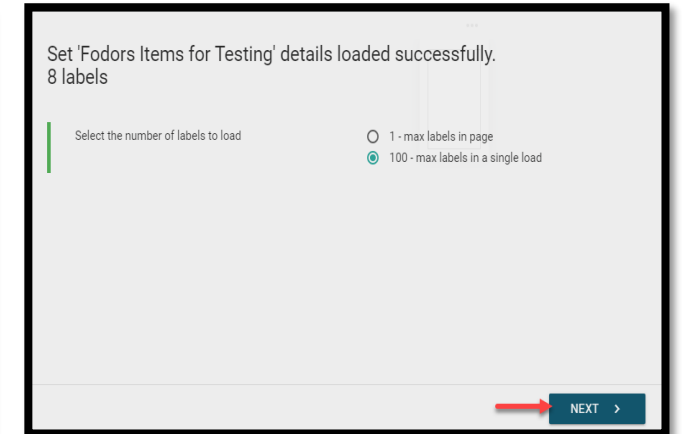 Set 'Fodors Items for Testing' details loaded successfully.
8 labels
Select the number of labels to load
1 - max labels in page
100 - max labels in a single load
NEXT